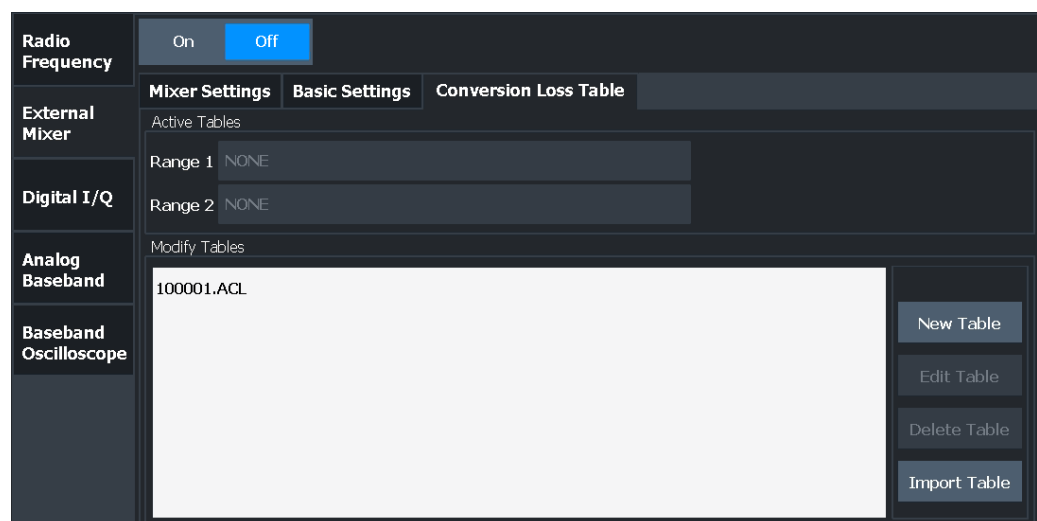 Radio
Frequency
External
Mixer
Digital I/Q
Analog
Baseband
Baseband
Oscilloscope
On Off
Mixer Settings Basic Settings Conversion Loss Table
Active Tables
Range 1 NONE
Range 2 NONE
Modify Tables
100001.ACL
New Table
Edit Table
Delete Table
Import Table